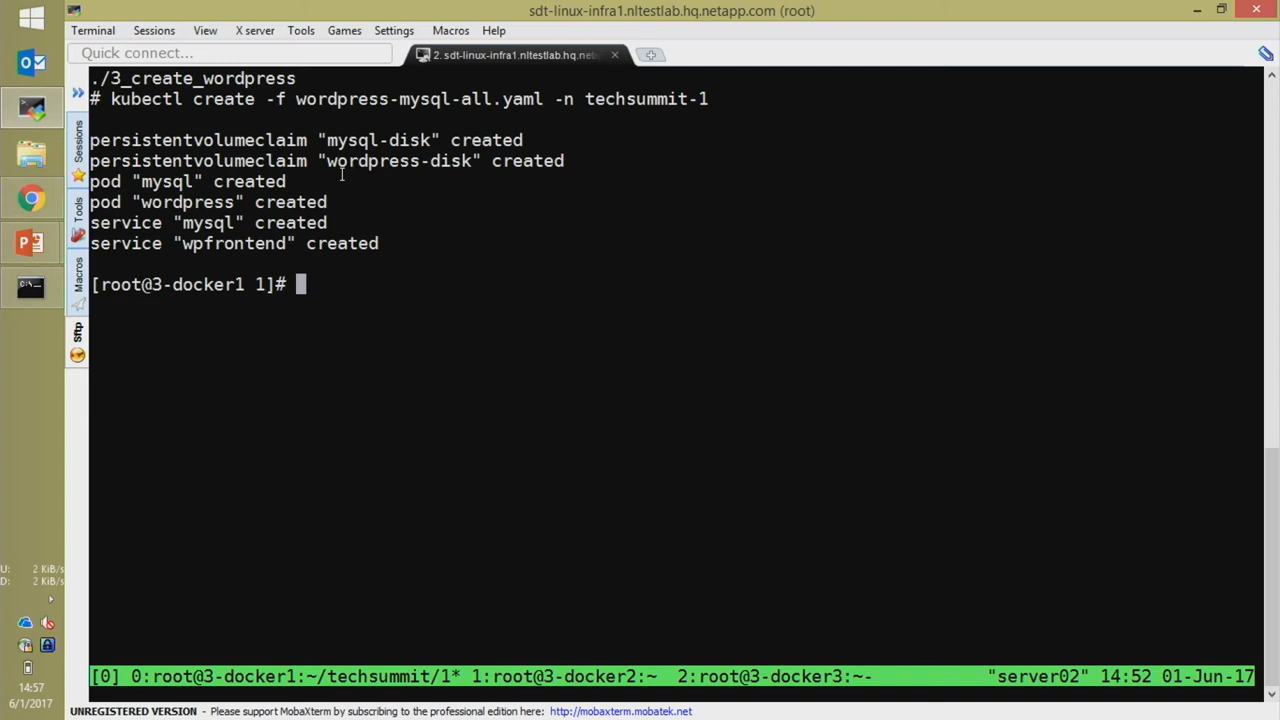 sdt-linux-infra1.nltestlab.hq.netapp.com (root)
Terminal Sessions View X server Tools Games Settings Macros Help
Quick connect...
2. sdt-linux-infra1.nltestlab.hq.net
./3_create_wordpress
# kubectl create -f wordpress-mysql-all.yaml -n techsummit-1
persistentvolumeclaim "mysql-disk" created
persistentvolumeclaim "wordpress-disk" created
pod "mysql" created
pod "wordpress" created
service "mysql" created
service "wpfrontend" created
[root@3-docker1 1]#
Sessions
Tools
Macros
Sftp
U: 2 KiB/s
D: 2 KiB/s
14:57
6/1/2017
[0] 0:root@3-docker1:~/techsummit/1* 1:root@3-docker2:~ 2:root@3-docker3:~- "server02" 14:52 01-Jun-17
UNREGISTERED VERSION - Please support MobaXterm by subscribing to the professional edition here: http://mobaxterm.mobatek.net